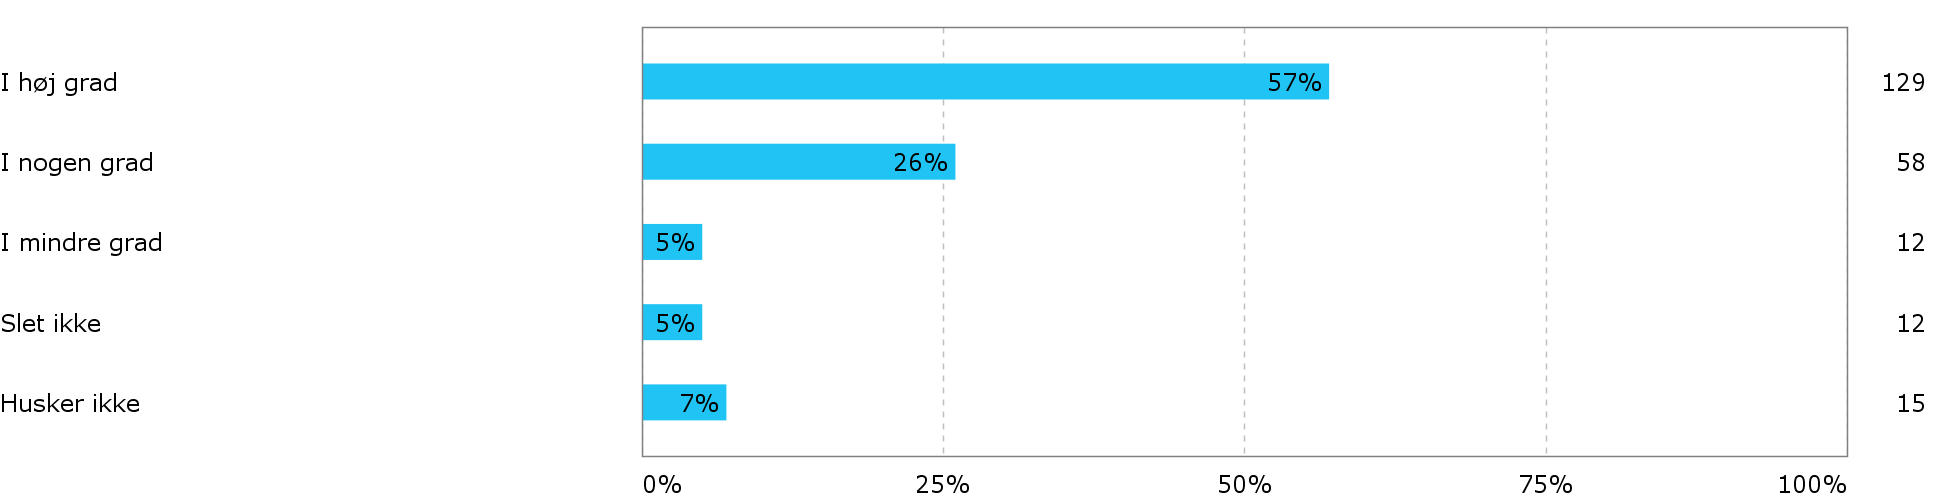 I høj grad 57% 129
I nogen grad 26% 58
I mindre grad 5% 12
Slet ikke 5% 12
Husker ikke 7% 15
0% 25% 50% 75% 100%